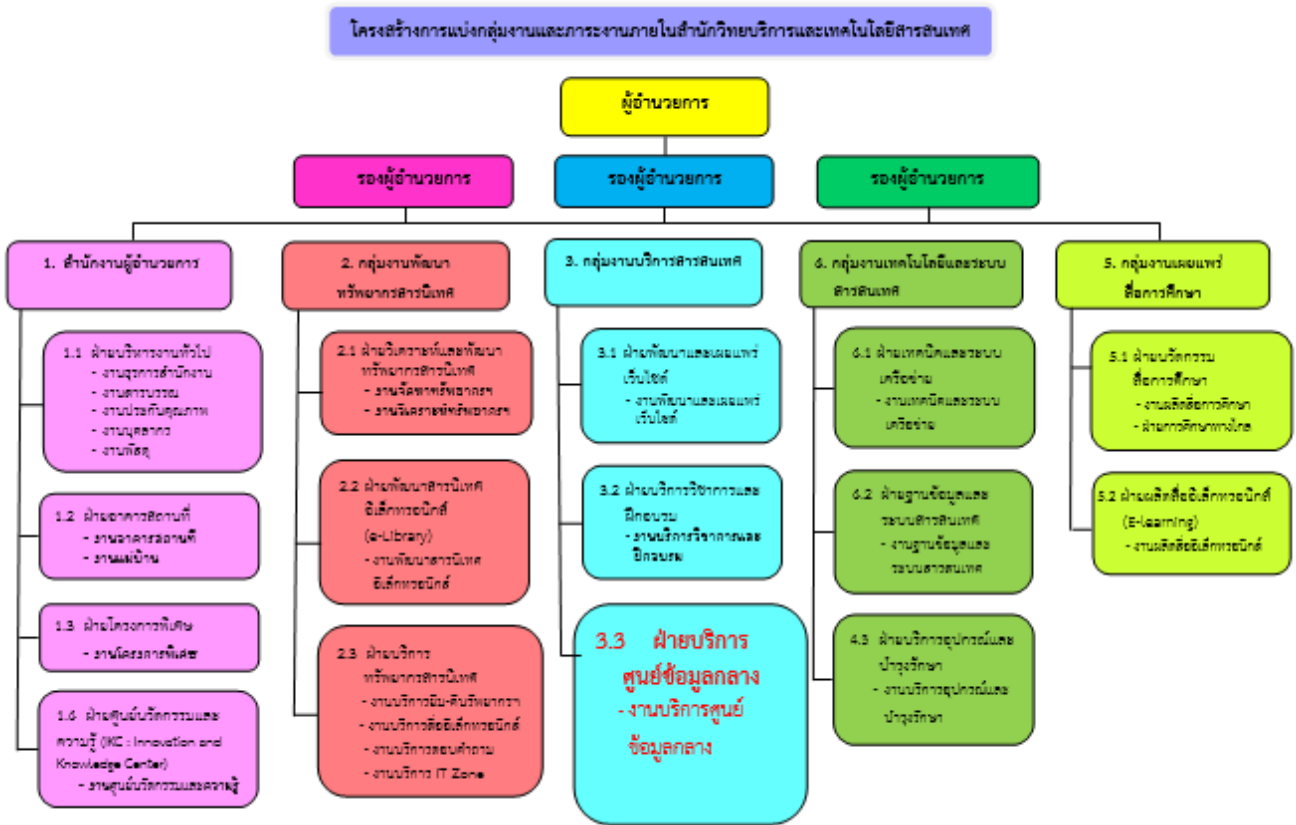 โครงสร้างการแบ่งกลุ่มงานและภาระงานภายในสำนักวิทยบริการและเทคโนโลยีสารสนเทศ
ผู้อำนวยการ
รองผู้อำนวยการ
รองผู้อำนวยการ
รองผู้อำนวยการ
1. สำนักงานผู้อำนวยการ
1.1 ฝ่ายบริหารงานทั่วไป
- งานธุรการสำนักงาน
- งานสารบรรณ
- งานประกันคุณภาพ
- งานบุคลากร
- งานพัสดุ
1.2 ฝ่ายอาคารสถานที่
- งานอาคารสถานที่
- งานแม่บ้าน
1.3 ฝ่ายโครงการพิเศษ
- งานโครงการพิเศษ
1.6 ฝ่ายศูนย์นวัตกรรมและ
ความรู้ (IKC : Innovation and
Knowledge Center)
- งานศูนย์นวัตกรรมและความรู้
2. กลุ่มงานพัฒนา
ทรัพยากรสารนิเทศ
2.1 ฝ่ายวิเคราะห์และพัฒนา
ทรัพยากรสารนิเทศ
- งานจัดหาทรัพยากรฯ
- งานวิเคราะห์ทรัพยากรฯ
2.2 ฝ่ายพัฒนาสารนิเทศ
อิเล็กทรอนิกส์
(e-Library)
- งานพัฒนาสารนิเทศ
อิเล็กทรอนิกส์
2.3 ฝ่ายบริการ
ทรัพยากรสารนิเทศ
- งานบริการยืม-คืนทรัพยากรฯ
- งานบริการสื่ออิเล็กทรอนิกส์
- งานบริการตอบคำถาม
- งานบริการ IT Zone
3. กลุ่มงานบริการสารสนเทศ
3.1 ฝ่ายพัฒนาและเผยแพร่
เว็บไซต์
- งานพัฒนาและเผยแพร่
เว็บไซต์
3.2 ฝ่ายบริการวิชาการและ
ฝึกอบรม
- งานบริการวิชาการและ
ฝึกอบรม
3.3 ฝ่ายบริการ
ศูนย์ข้อมูลกลาง
- งานบริการศูนย์
ข้อมูลกลาง
6. กลุ่มงานเทคโนโลยีและระบบ
สารสนเทศ
6.1 ฝ่ายเทคนิคและระบบ
เครือข่าย
- งานเทคนิคและระบบ
เครือข่าย
6.2 ฝ่ายฐานข้อมูลและ
ระบบสารสนเทศ
- งานฐานข้อมูลและ
ระบบสารสนเทศ
4.3 ฝ่ายบริการอุปกรณ์และ
บำรุงรักษา
- งานบริการอุปกรณ์และ
บำรุงรักษา
5. กลุ่มงานเผยแพร่
สื่อการศึกษา
5.1 ฝ่ายนวัตกรรม
สื่อการศึกษา
- งานผลิตสื่อการศึกษา
- ฝ่ายการศึกษาทางไกล
5.2 ฝ่ายผลิตสื่ออิเล็กทรอนิกส์
(E-learning)
- งานผลิตสื่ออิเล็กทรอนิกส์